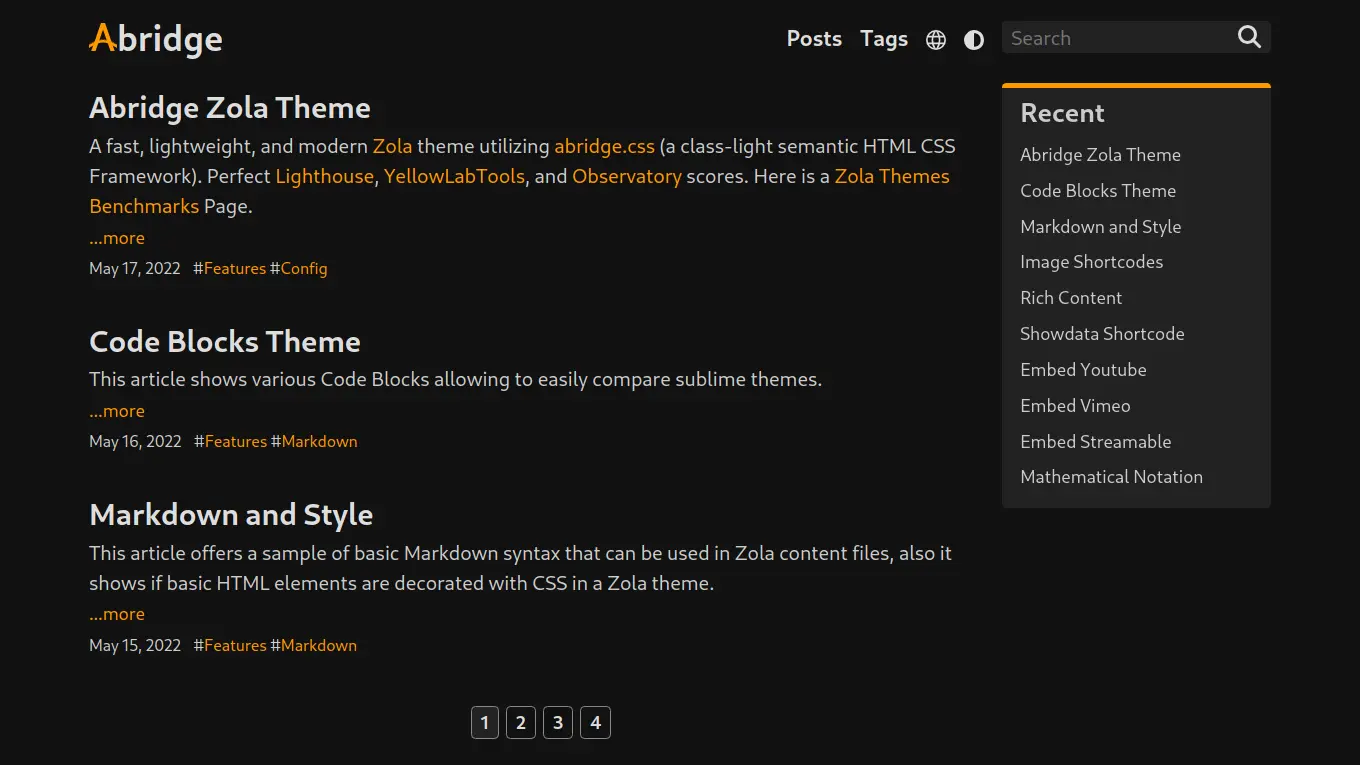 Abridge
Posts Tags
Search
Abridge Zola Theme
A fast, lightweight, and modern Zola theme utilizing abridge.css (a class-light semantic HTML CSS
Framework). Perfect Lighthouse, YellowLabTools, and Observatory scores. Here is a Zola Themes
Benchmarks Page.
...more
May 17, 2022 #Features #Config
Code Blocks Theme
This article shows various Code Blocks allowing to easily compare sublime themes.
...more
May 16, 2022 #Features #Markdown
Markdown and Style
This article offers a sample of basic Markdown syntax that can be used in Zola content files, also it
shows if basic HTML elements are decorated with CSS in a Zola theme.
...more
May 15, 2022 #Features #Markdown
1 2 3 4
Recent
Abridge Zola Theme
Code Blocks Theme
Markdown and Style
Image Shortcodes
Rich Content
Showdata Shortcode
Embed Youtube
Embed Vimeo
Embed Streamable
Mathematical Notation